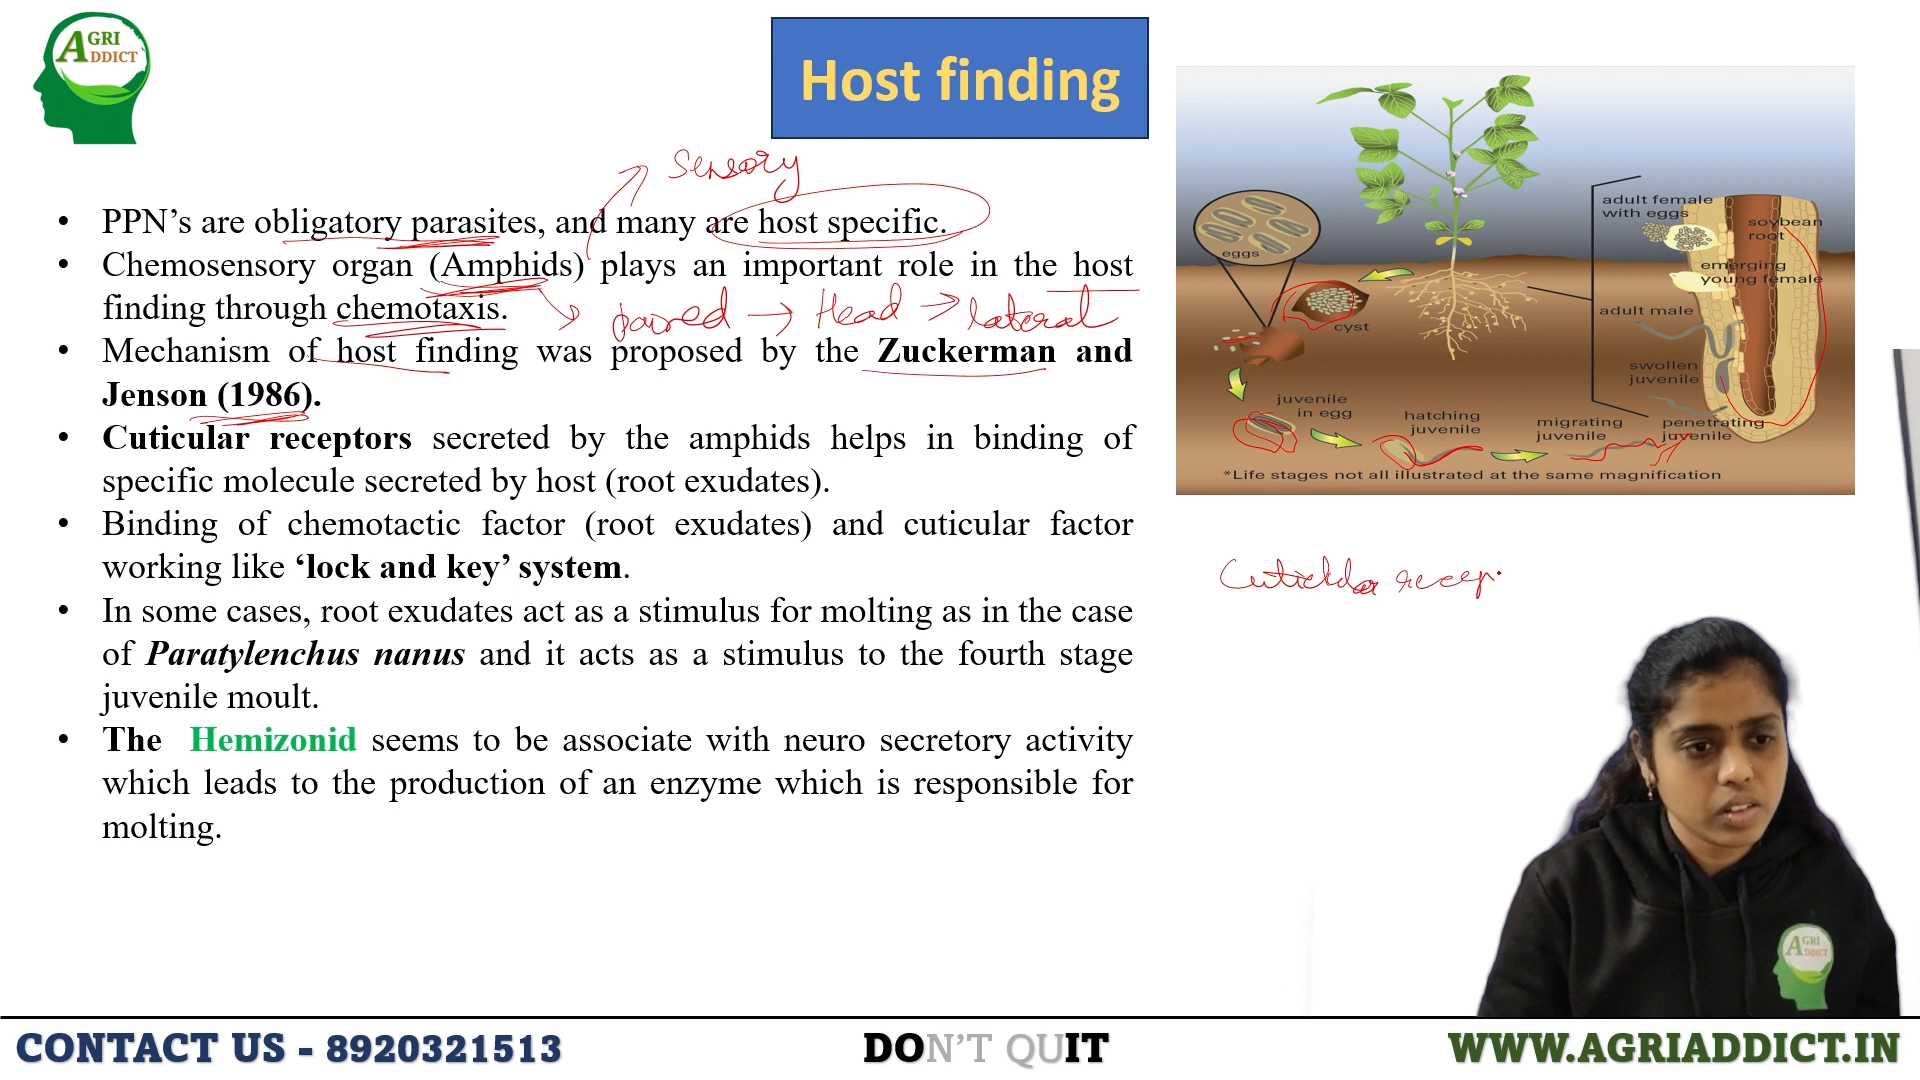 AGRI
ADDICT
Host finding
Sensory
• PPN’s are obligatory parasites, and many are host specific.
• Chemosensory organ (Amphids) plays an important role in the host
finding through chemotaxis.
paired → Head → lateral
• Mechanism of host finding was proposed by the Zuckerman and
Jenson (1986).
• Cuticular receptors secreted by the amphids helps in binding of
specific molecule secreted by host (root exudates).
• Binding of chemotactic factor (root exudates) and cuticular factor
working like ‘lock and key’ system.
• In some cases, root exudates act as a stimulus for molting as in the case
of Paratylenchus nanus and it acts as a stimulus to the fourth stage
juvenile moult.
• The Hemizonid seems to be associate with neuro secretory activity
which leads to the production of an enzyme which is responsible for
molting.
eggs
cyst
adult female
with eggs
soybean
root
emerging
young female
adult male
swollen
juvenile
juvenile
in egg
hatching
juvenile
migrating
juvenile
penetrating
juvenile
*Life stages not all illustrated at the same magnification
recep
AGRI
ADDICT
CONTACT US - 8920321513
DON’T QUIT
WWW.AGRIADDICT.IN